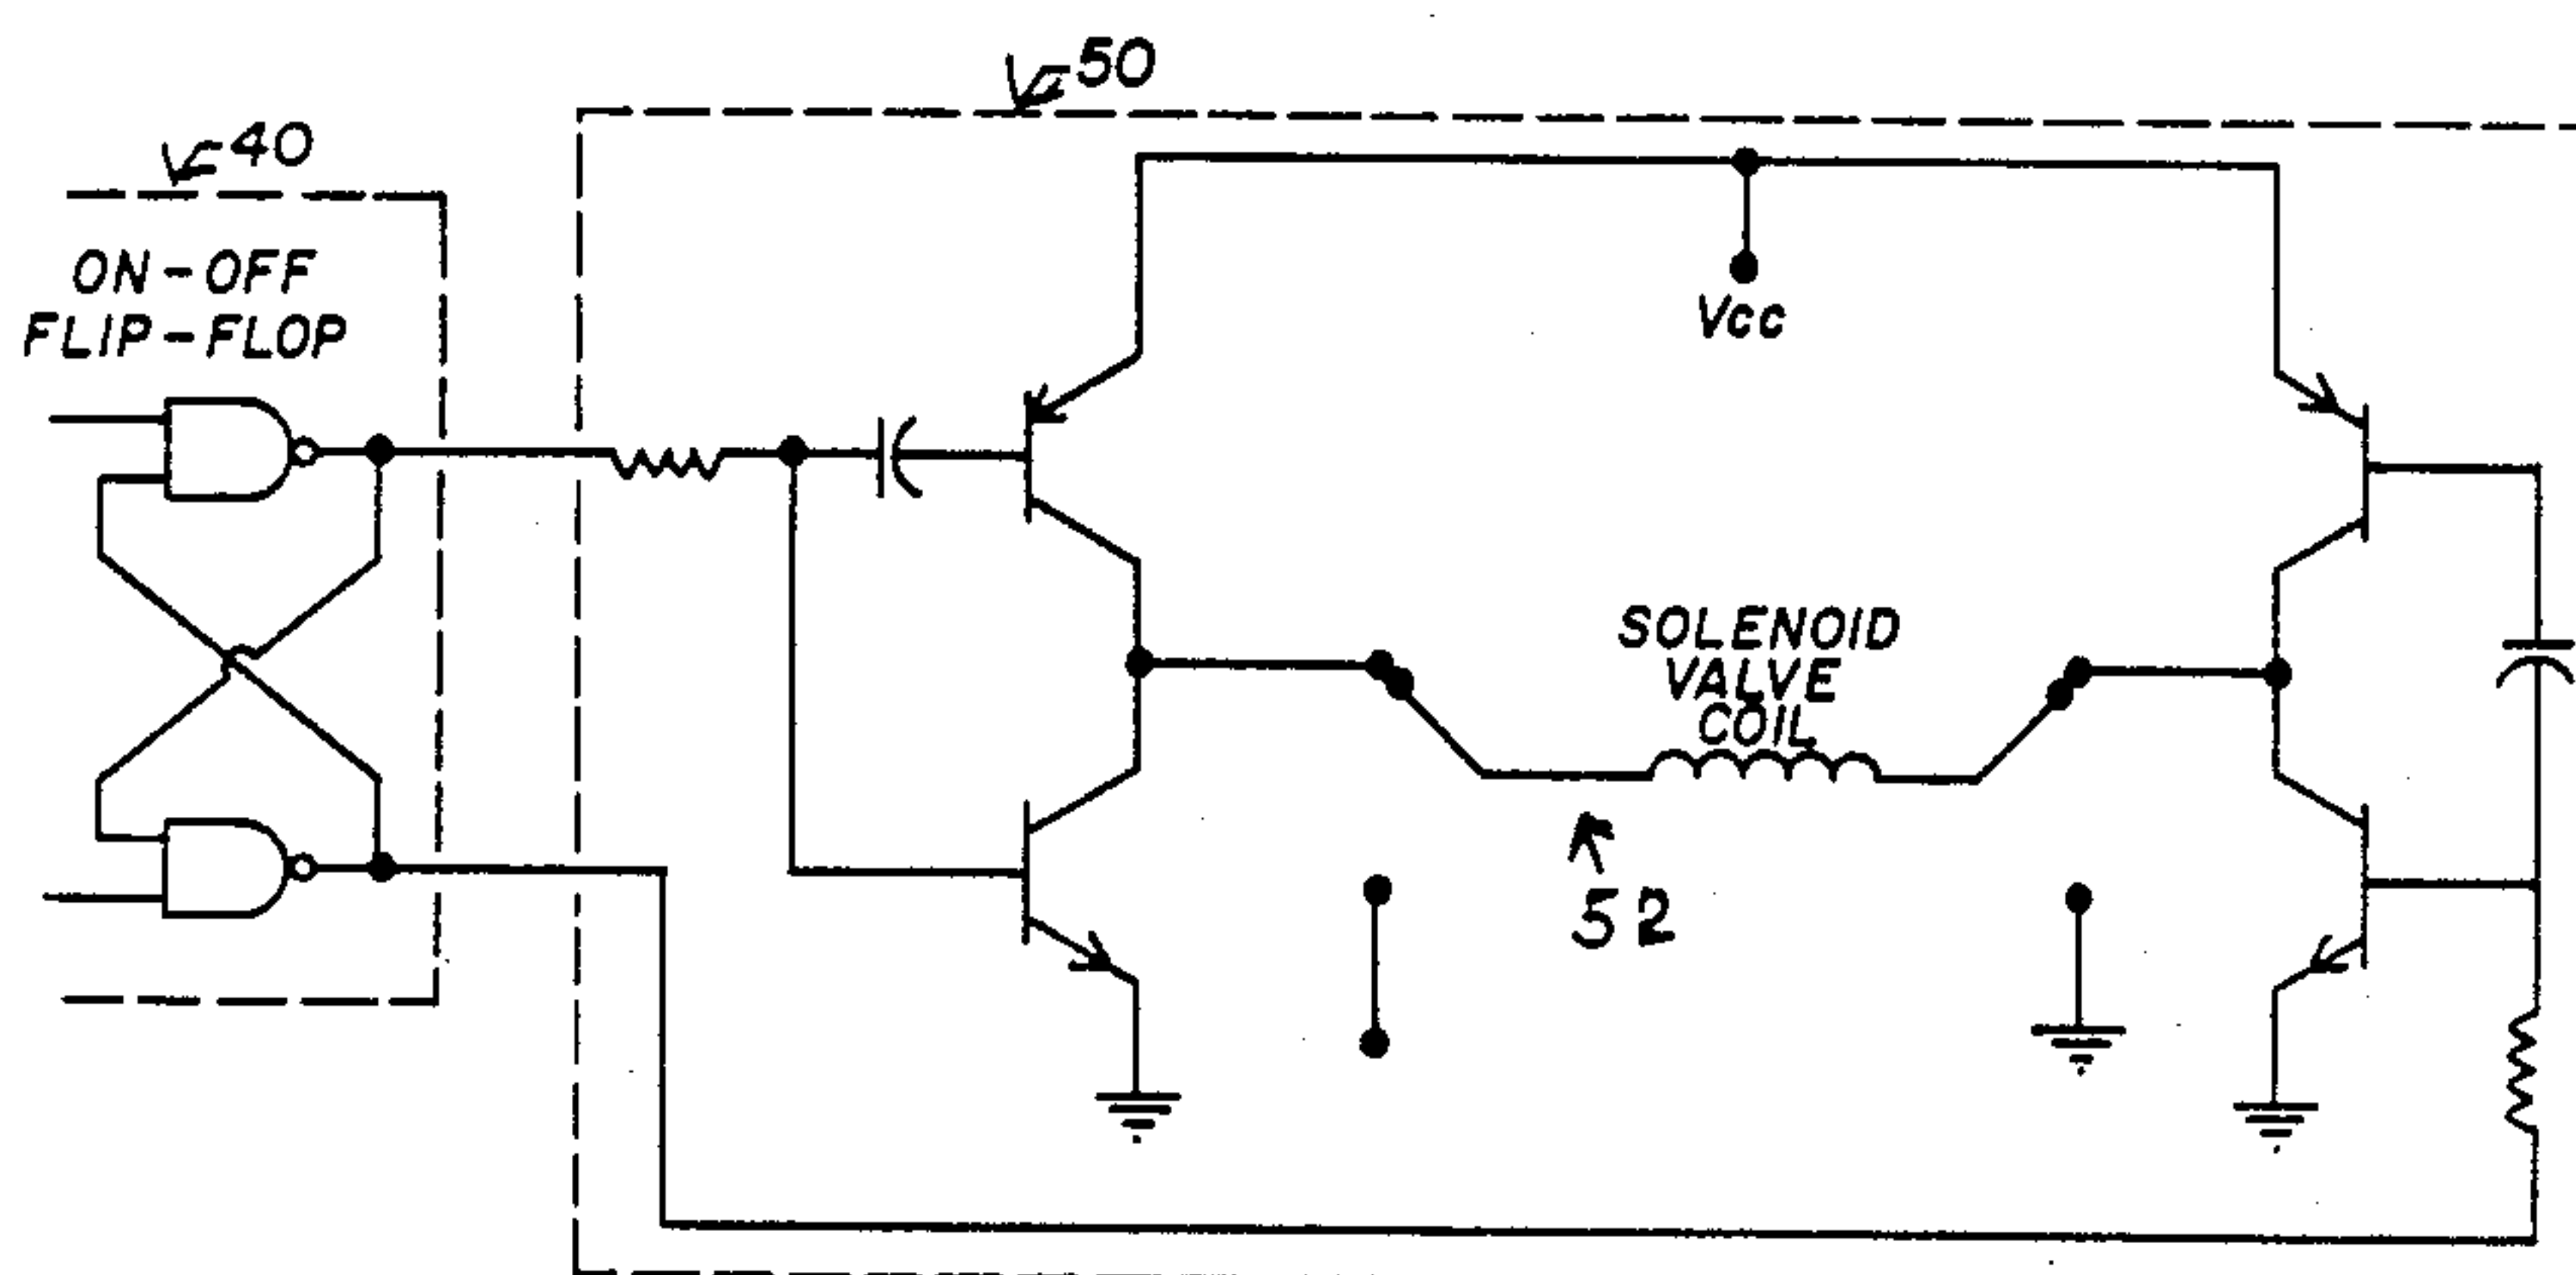 50
40
ON-OFF
FLIP-FLOP
Vcc
SOLENOID
VALVE
COIL
52